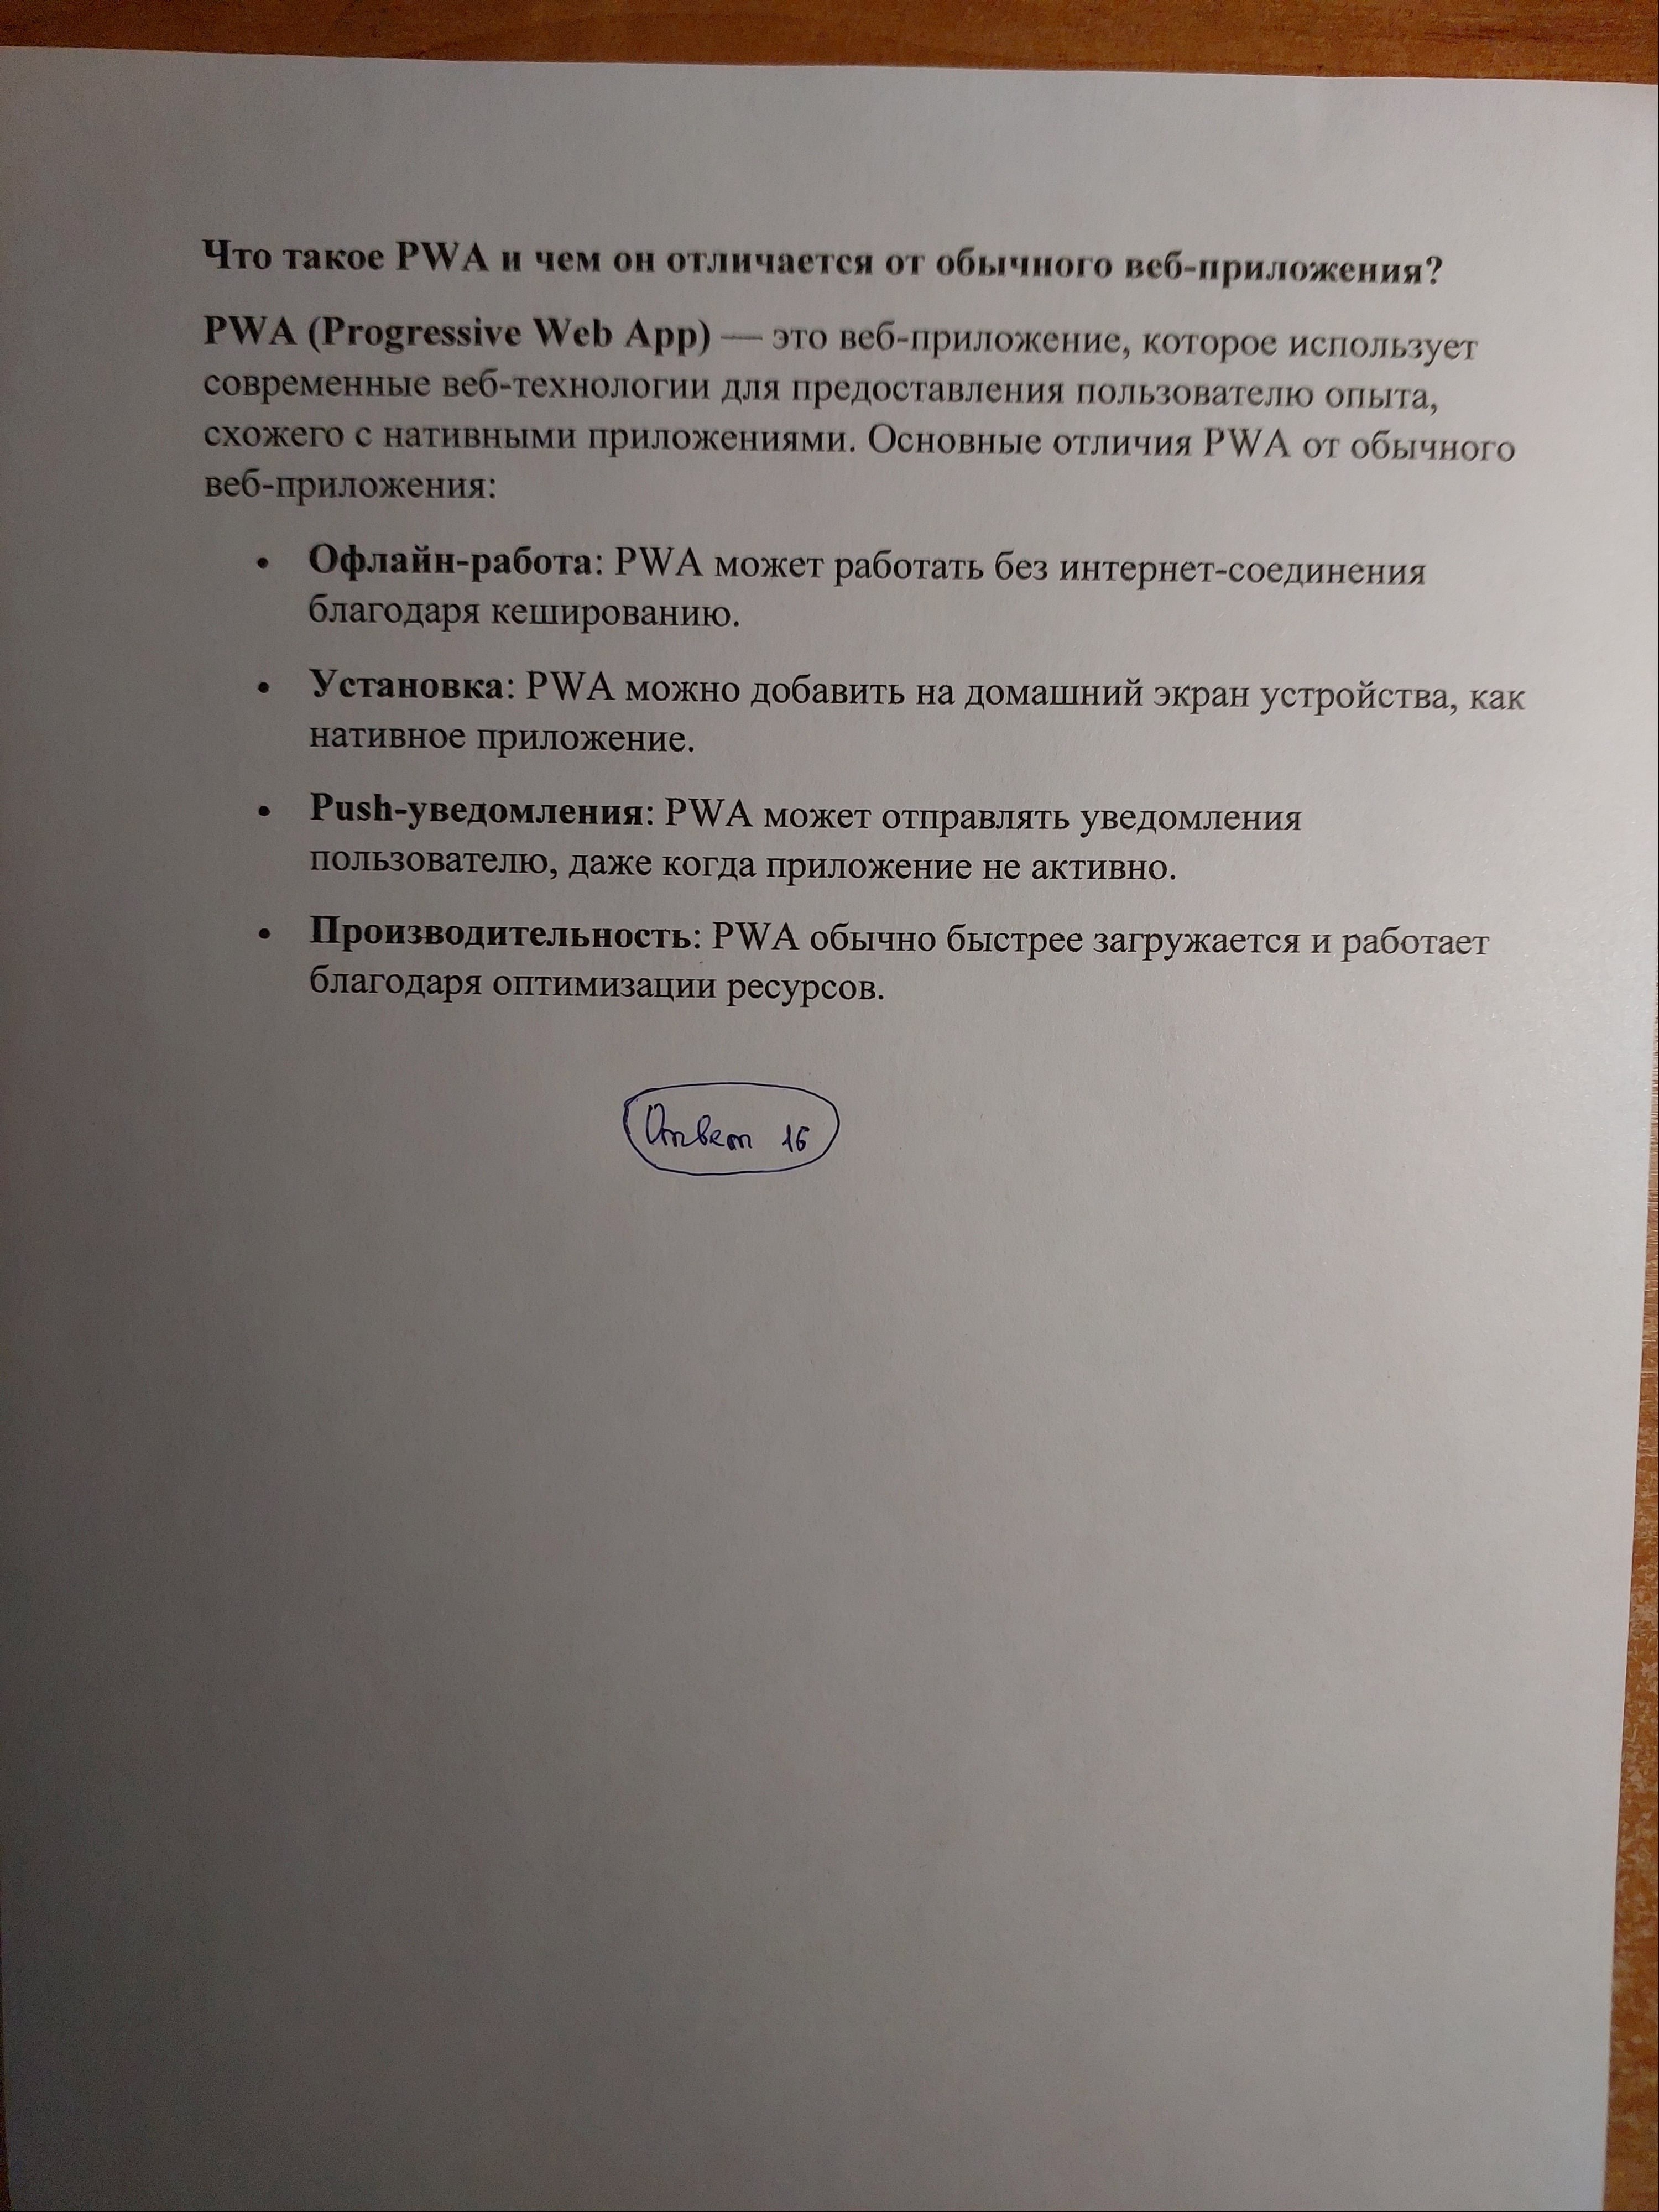 Что такое PWA и чем он отличается от обычного веб-приложения?
PWA (Progressive Web App) — это веб-приложение, которое использует
современные веб-технологии для предоставления пользователю опыта,
схожего с нативными приложениями. Основные отличия PWA от обычного
веб-приложения:
• Офлайн-работа: PWA может работать без интернет-соединения
благодаря кешированию.
• Установка: PWA можно добавить на домашний экран устройства, как
нативное приложение.
• Push-уведомления: PWA может отправлять уведомления
пользователю, даже когда приложение не активно.
• Производительность: PWA обычно быстрее загружается и работает
благодаря оптимизации ресурсов.
Ответ 16